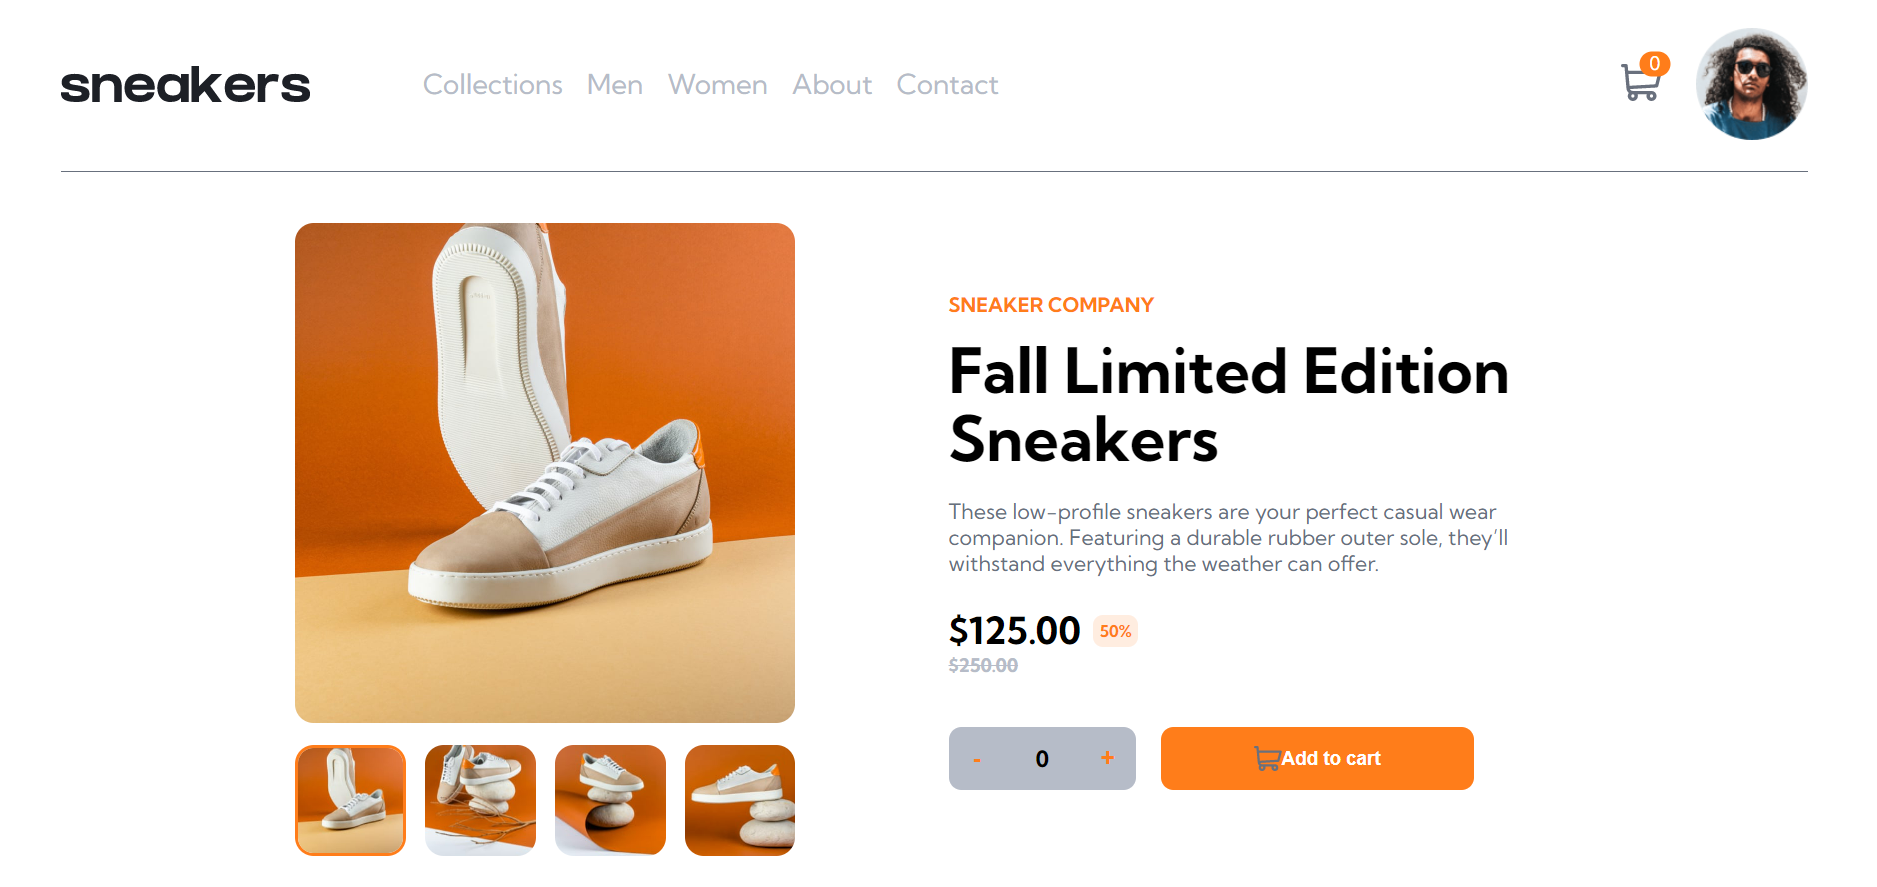 sneakers
Collections Men Women About Contact
0
SNEAKER COMPANY
Fall Limited Edition
Sneakers
These low-profile sneakers are your perfect casual wear
companion. Featuring a durable rubber outer sole, they’ll
withstand everything the weather can offer.
$125.00 50%
$250.00
- 0 + Add to cart